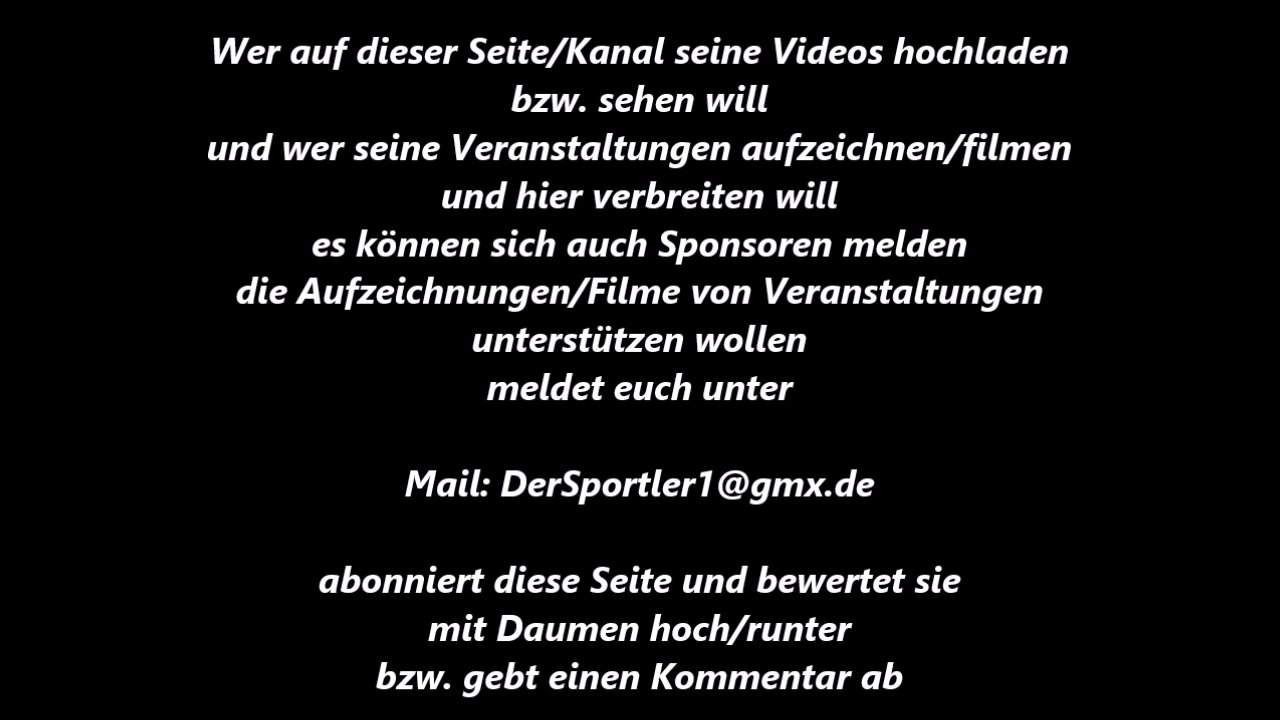 Wer auf dieser Seite/Kanal seine Videos hochladen
bzw. sehen will
und wer seine Veranstaltungen aufzeichnen/filmen
und hier verbreiten will
es können sich auch Sponsoren melden
die Aufzeichnungen/Filme von Veranstaltungen
unterstützen wollen
meldet euch unter
Mail: DerSportler1@gmx.de
abonniert diese Seite und bewertet sie
mit Daumen hoch/runter
bzw. gebt einen Kommentar ab